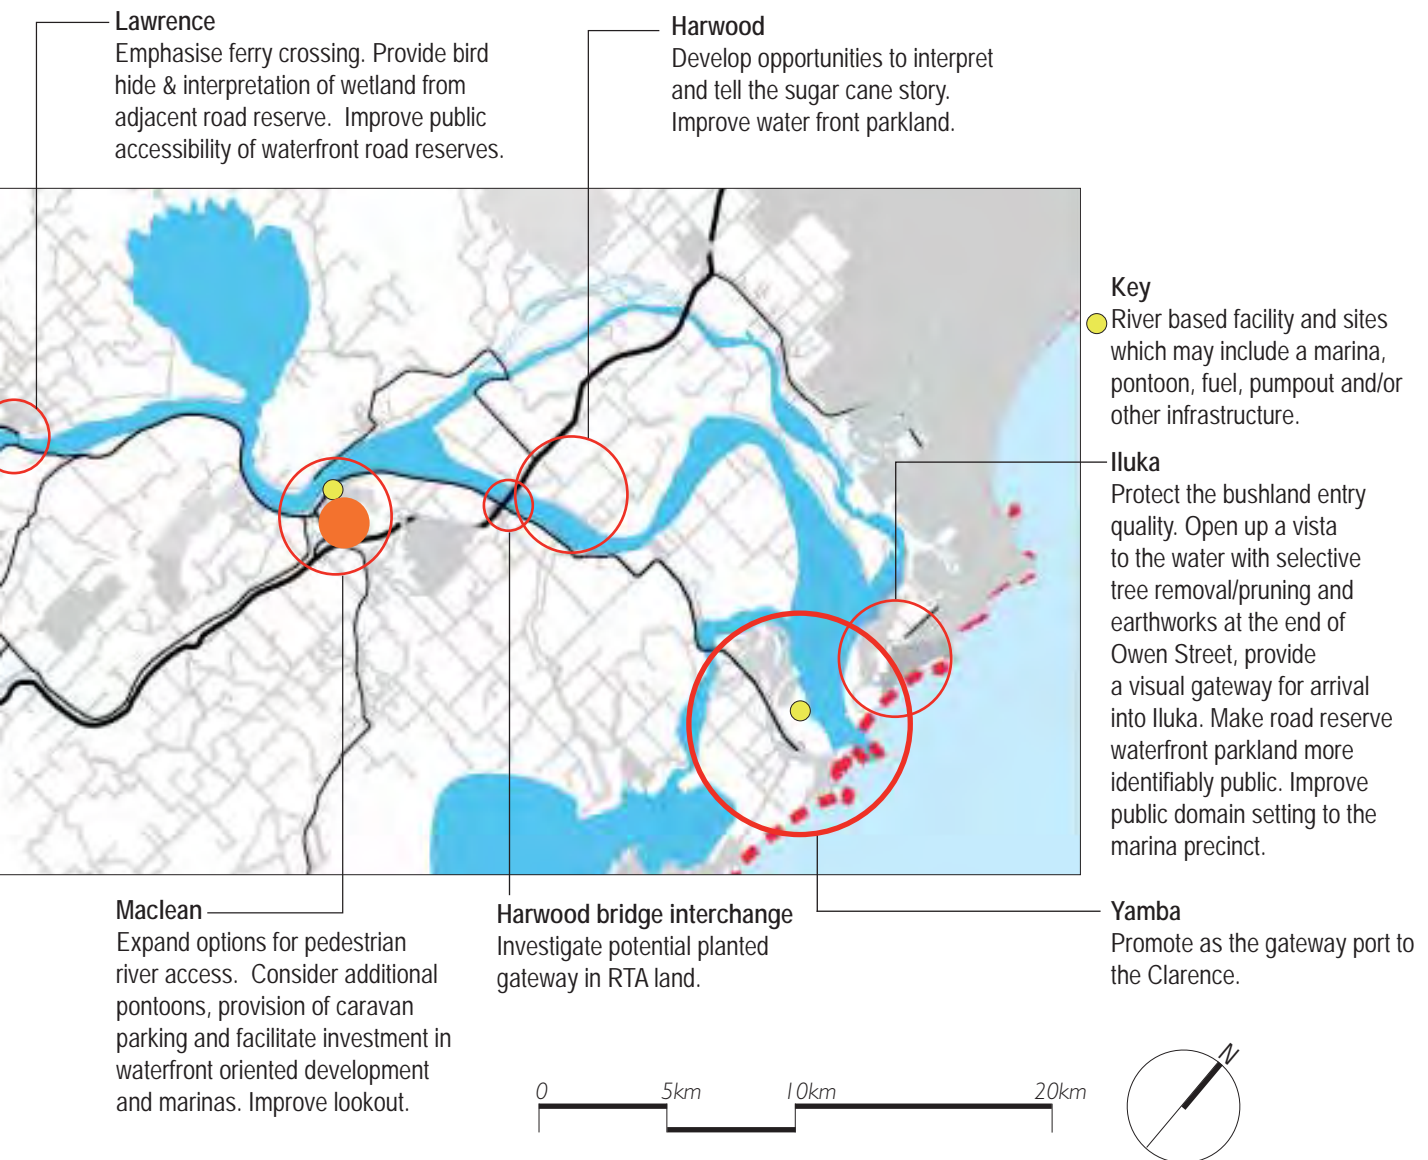 Lawrence
Emphasise ferry crossing. Provide bird
hide & interpretation of wetland from
adjacent road reserve. Improve public
accessibility of waterfront road reserves.
Harwood
Develop opportunities to interpret
and tell the sugar cane story.
Improve water front parkland.
Key
River based facility and sites
which may include a marina,
pontoon, fuel, pumpout and/or
other infrastructure.
Iluka
Protect the bushland entry
quality. Open up a vista
to the water with selective
tree removal/pruning and
earthworks at the end of
Owen Street, provide
a visual gateway for arrival
into Iluka. Make road reserve
waterfront parkland more
identifiably public. Improve
public domain setting to the
marina precinct.
Maclean
Expand options for pedestrian
river access. Consider additional
pontoons, provision of caravan
parking and facilitate investment in
waterfront oriented development
and marinas. Improve lookout.
Harwood bridge interchange
Investigate potential planted
gateway in RTA land.
Yamba
Promote as the gateway port to
the Clarence.
0 5km 10km 20km
N